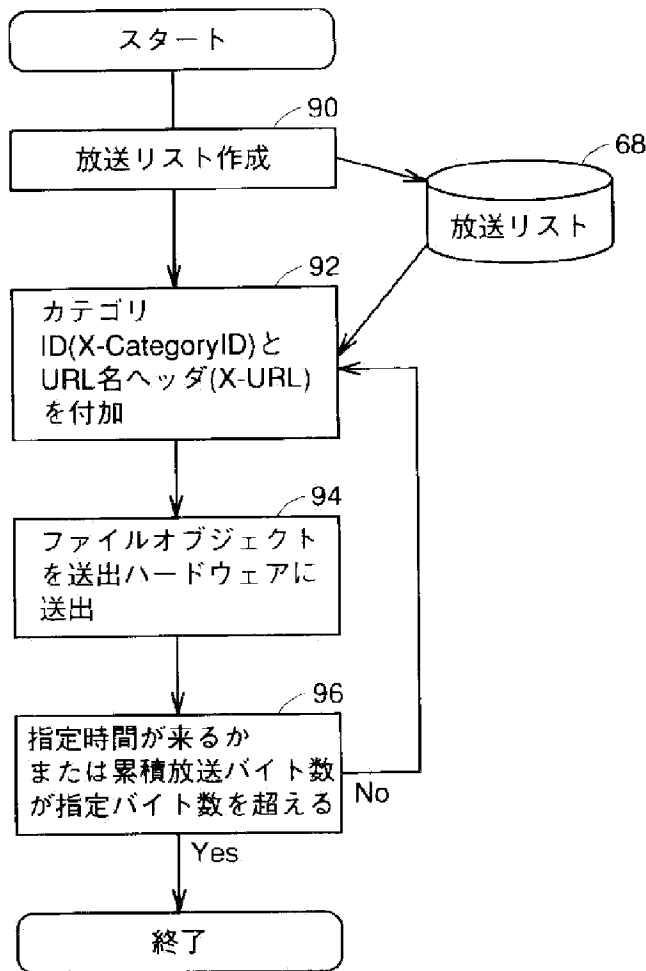 スタート
90
放送リスト作成
68
放送リスト
92
カテゴリ
ID(X-CategoryID)と
URL名ヘッダ(X-URL)
を付加
94
ファイルオブジェクト
を送出ハードウェアに
送出
96
指定時間が来るか
または累積放送バイト数
が指定バイト数を超える
No
Yes
終了